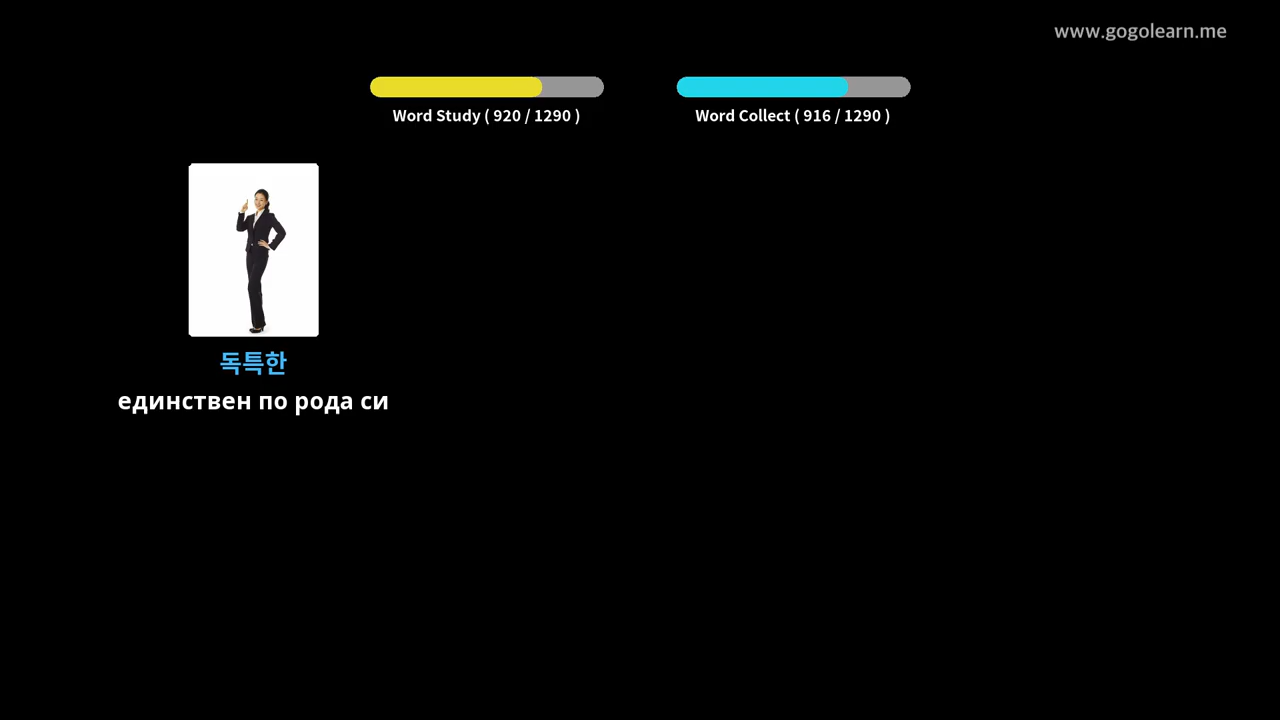 www.gogolearn.me
Word Study ( 920 / 1290 )
Word Collect ( 916 / 1290 )
독특한
единствен по рода си